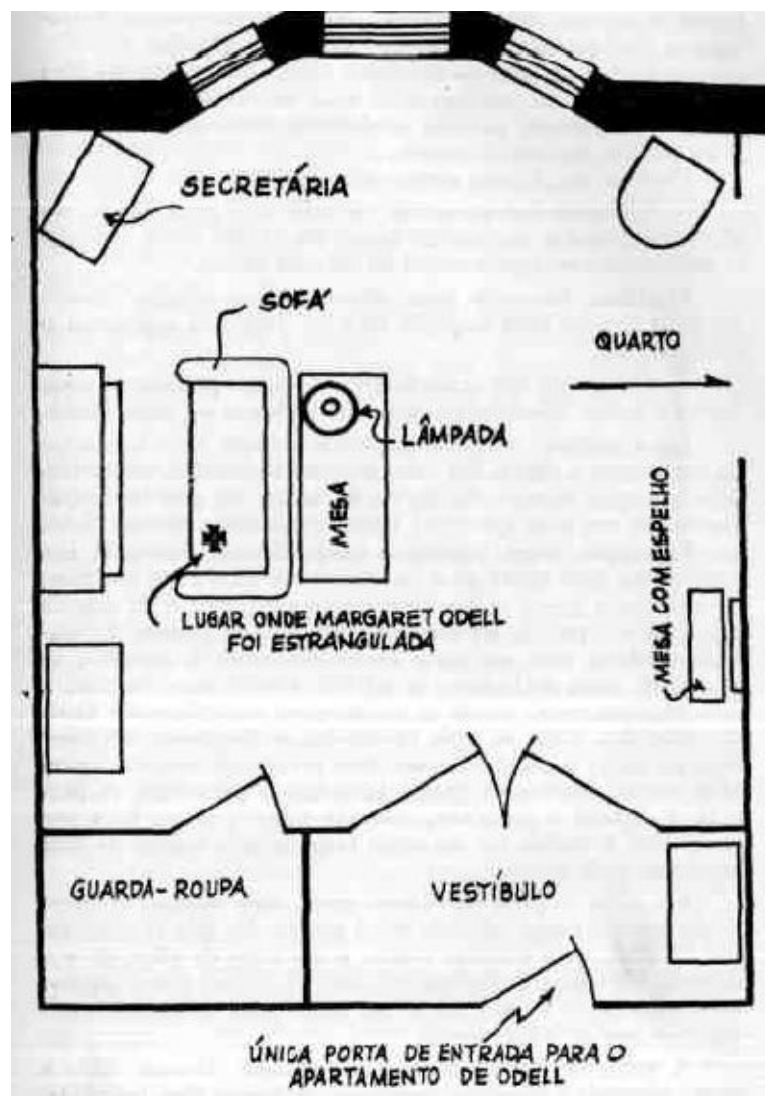 SECRETÁRIA
SOFÁ
QUARTO
LÂMPADA
MESA
MESA COM ESPELHO
LUGAR ONDE MARGARET ODELL
FOI ESTRANGULADA
GUARDA-ROUPA
VESTÍBULO
ÚNICA PORTA DE ENTRADA PARA O
APARTAMENTO DE ODELL